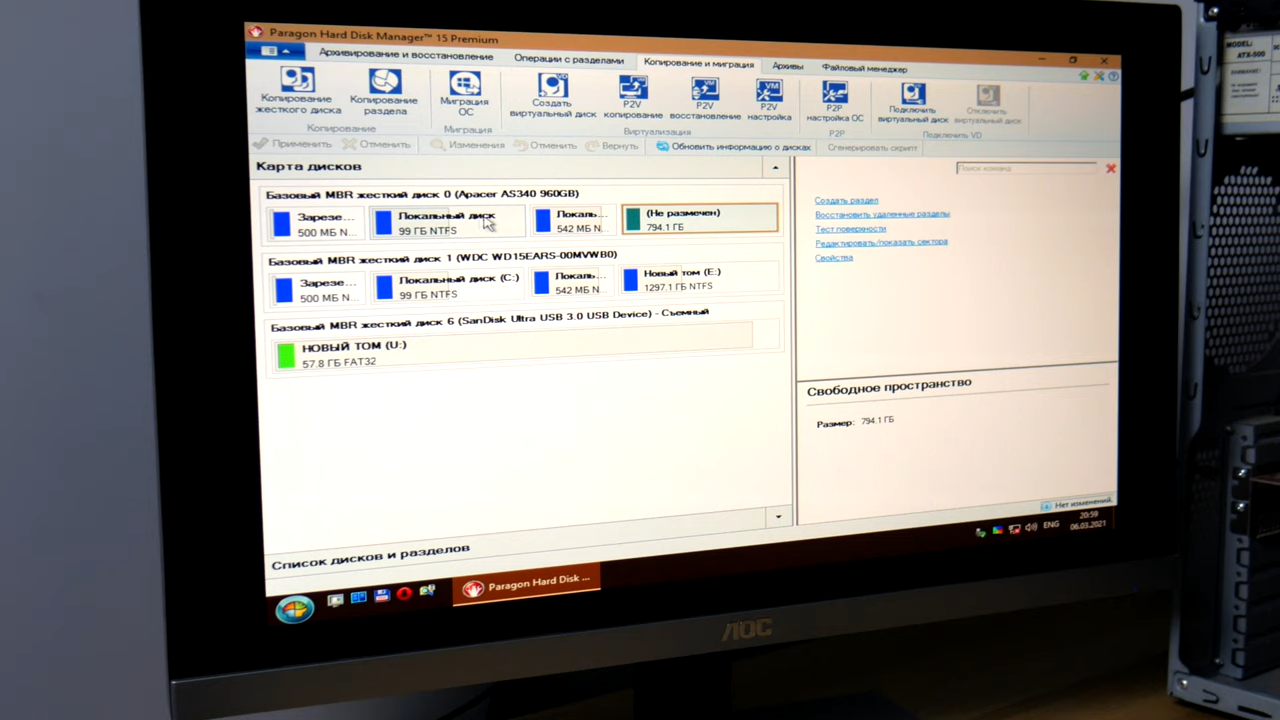 Paragon Hard Disk Manager™ 15 Premium
Архивирование и восстановление
Операции с разделами
Копирование и миграция
Архивы
Файловый менеджер
Копирование жесткого диска
Копирование раздела
Миграция ОС
Создать виртуальный диск
P2V копирование
P2V восстановление
P2V настройка
P2P настройка ОС
Подключить виртуальный диск
Отключить виртуальный диск
Копирование
Миграция
Виртуализация
P2P
Подключить VD
Применить
Отменить
Изменения
Отменить
Вернуть
Обновить информацию о дисках
Сгенерировать скрипт
Карта дисков
Поиск команд
Базовый MBR жесткий диск 0 (Apacer AS340 960GB)
Зарезе...
500 МБ N...
Локальный диск
99 ГБ NTFS
Локаль...
542 МБ N...
(Не размечен)
794.1 ГБ
Базовый MBR жесткий диск 1 (WDC WD15EARS-00MVWB0)
Зарезе...
500 МБ N...
Локальный диск (C:)
99 ГБ NTFS
Локаль...
542 МБ N...
Новый том (E:)
1297.1 ГБ NTFS
Базовый MBR жесткий диск 6 (SanDisk Ultra USB 3.0 USB Device) - Съемный
НОВЫЙ ТОМ (U:)
57.8 ГБ FAT32
Создать раздел
Восстановить удаленные разделы
Тест поверхности
Редактировать/показать сектора
Свойства
Свободное пространство
Размер: 794.1 ГБ
Нет изменений.
Список дисков и разделов
Paragon Hard Disk ...
ENG
20:59
06.03.2021
AOC
MODEL:
ATX-500